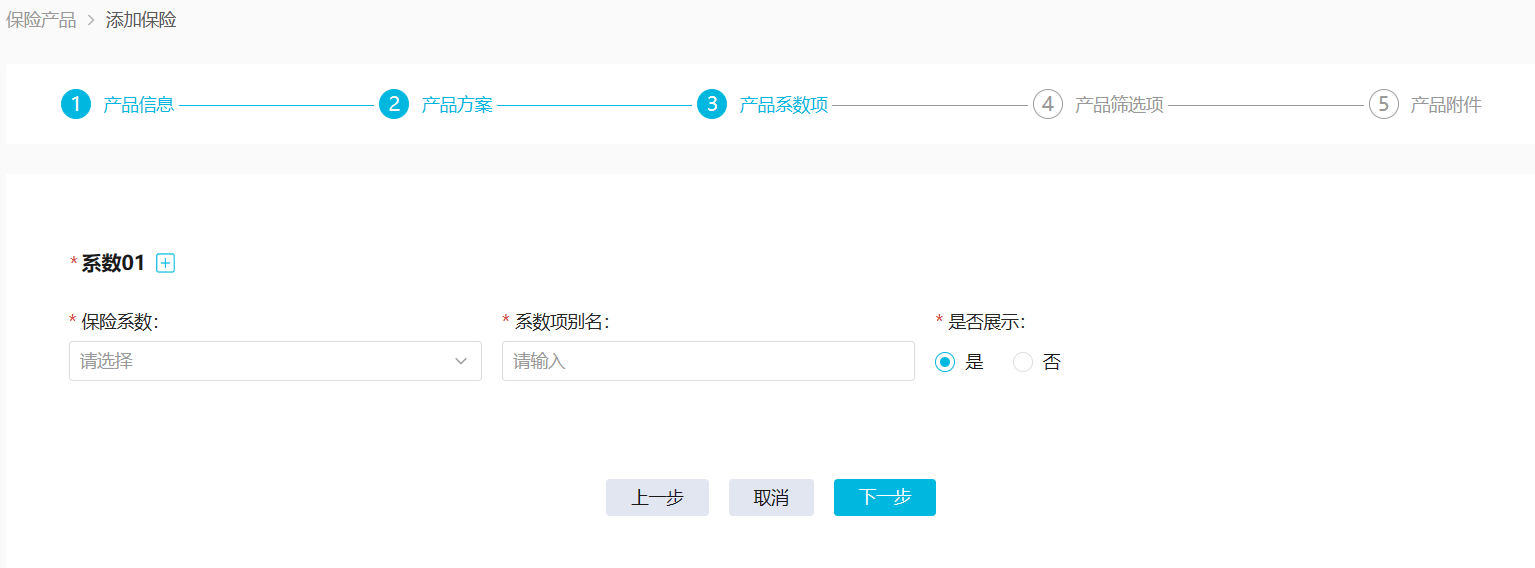 保险产品 > 添加保险
1 产品信息 2 产品方案 3 产品系数项 4 产品筛选项 5 产品附件
* 系数01
* 保险系数: * 系数项别名: * 是否展示:
请选择 请输入 是 否
上一步 取消 下一步